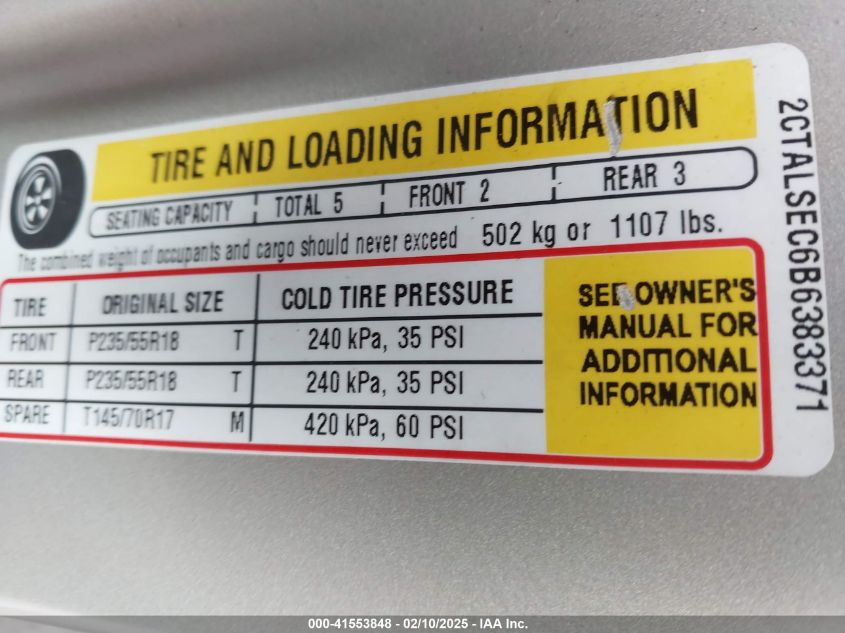 TIRE AND LOADING INFORMATION
SEATING CAPACITY TOTAL 5 FRONT 2 REAR 3
The combined weight of occupants and cargo should never exceed 502 kg or 1107 lbs.
TIRE ORIGINAL SIZE COLD TIRE PRESSURE
FRONT P235/55R18 T 240 kPa, 35 PSI
REAR P235/55R18 T 240 kPa, 35 PSI
SPARE T145/70R17 M 420 kPa, 60 PSI
SEE OWNER'S
MANUAL FOR
ADDITIONAL
INFORMATION
2CTALSEC6B6383371
000-41553848 - 02/10/2025 - IAA Inc.